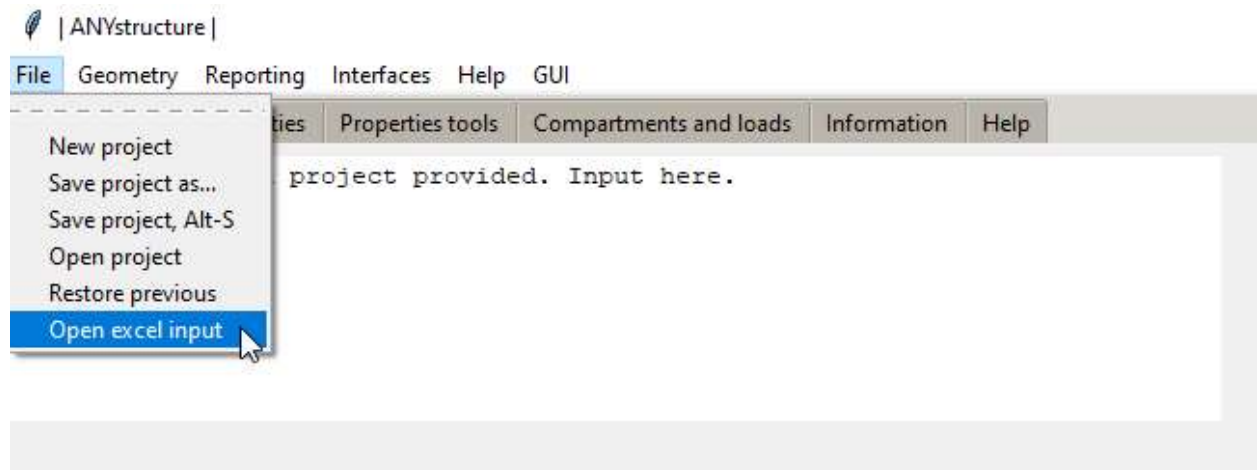 | ANYstructure |
File Geometry Reporting Interfaces Help GUI
ties Properties tools Compartments and loads Information Help
New project
project provided. Input here.
Save project as...
Save project, Alt-S
Open project
Restore previous
Open excel input